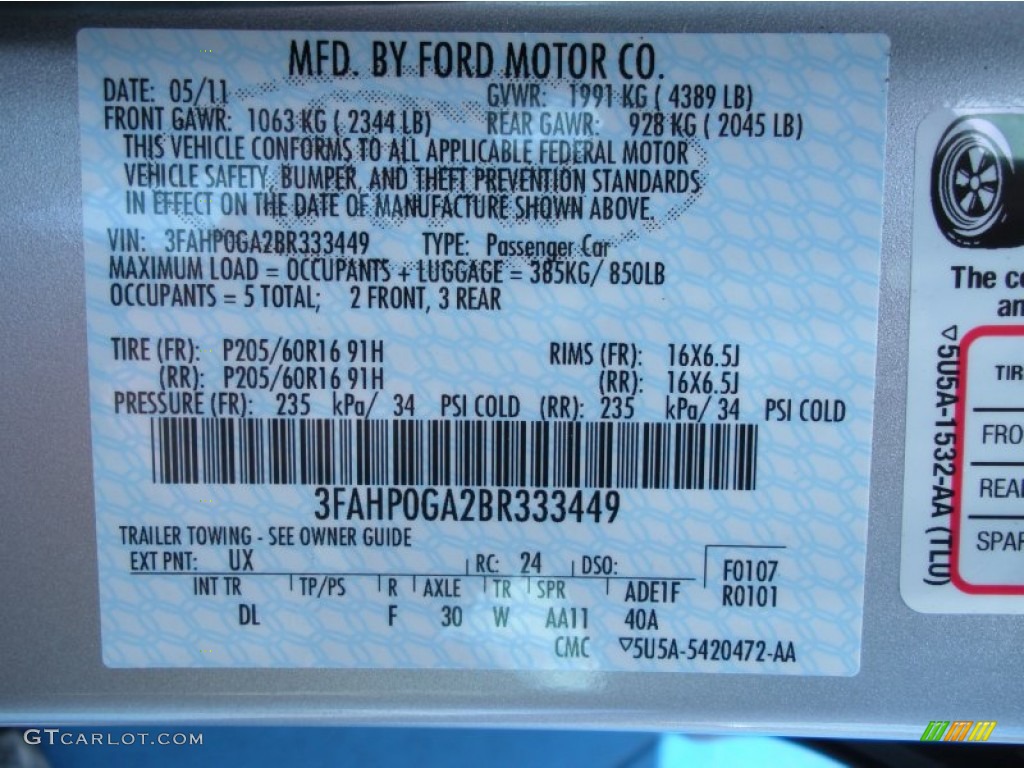 MFD. BY FORD MOTOR CO.
DATE: 05/11 GVWR: 1991 KG ( 4389 LB)
FRONT GAWR: 1063 KG ( 2344 LB) REAR GAWR: 928 KG ( 2045 LB)
THIS VEHICLE CONFORMS TO ALL APPLICABLE FEDERAL MOTOR
VEHICLE SAFETY, BUMPER, AND THEFT PREVENTION STANDARDS
IN EFFECT ON THE DATE OF MANUFACTURE SHOWN ABOVE.
VIN: 3FAHP0GA2BR333449 TYPE: Passenger Car
MAXIMUM LOAD = OCCUPANTS + LUGGAGE = 385KG/ 850LB
OCCUPANTS = 5 TOTAL; 2 FRONT, 3 REAR
TIRE (FR): P205/60R16 91H RIMS (FR): 16X6.5J
(RR): P205/60R16 91H (RR): 16X6.5J
PRESSURE (FR): 235 kPa/ 34 PSI COLD (RR): 235 kPa/ 34 PSI COLD
3FAHP0GA2BR333449
TRAILER TOWING - SEE OWNER GUIDE
EXT PNT: UX RC: 24 DSO: F0107
INT TR TP/PS R AXLE TR SPR ADE1F R0101
DL F 30 W AA11 40A
CMC ▽5U5A-5420472-AA
The co
an
▽5U5A-1532-AA (TLU)
TIR
FRO
REA
SPAR
GTCARLOT.COM